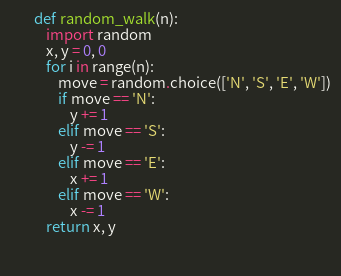 def random_walk(n):
    import random
    x, y = 0, 0
    for i in range(n):
        move = random.choice(['N', 'S', 'E', 'W'])
        if move == 'N':
            y += 1
        elif move == 'S':
            y -= 1
        elif move == 'E':
            x += 1
        elif move == 'W':
            x -= 1
    return x, y